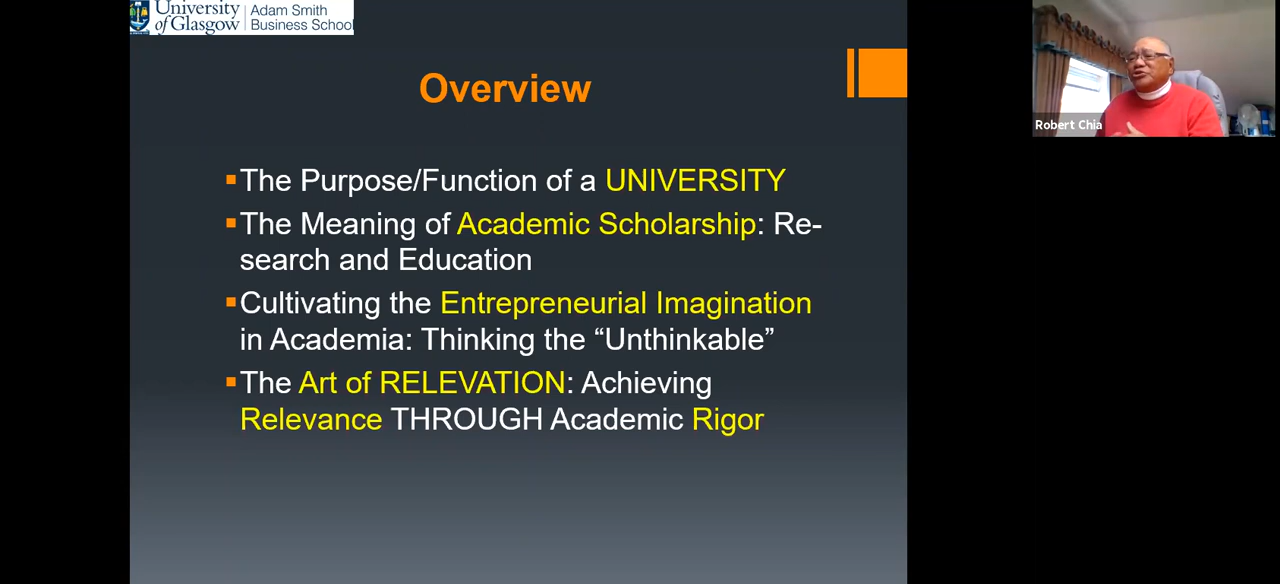 University of Glasgow
Adam Smith Business School
Overview
The Purpose/Function of a UNIVERSITY
The Meaning of Academic Scholarship: Re-
search and Education
Cultivating the Entrepreneurial Imagination
in Academia: Thinking the “Unthinkable”
The Art of RELEVATION: Achieving
Relevance THROUGH Academic Rigor
Robert Chia